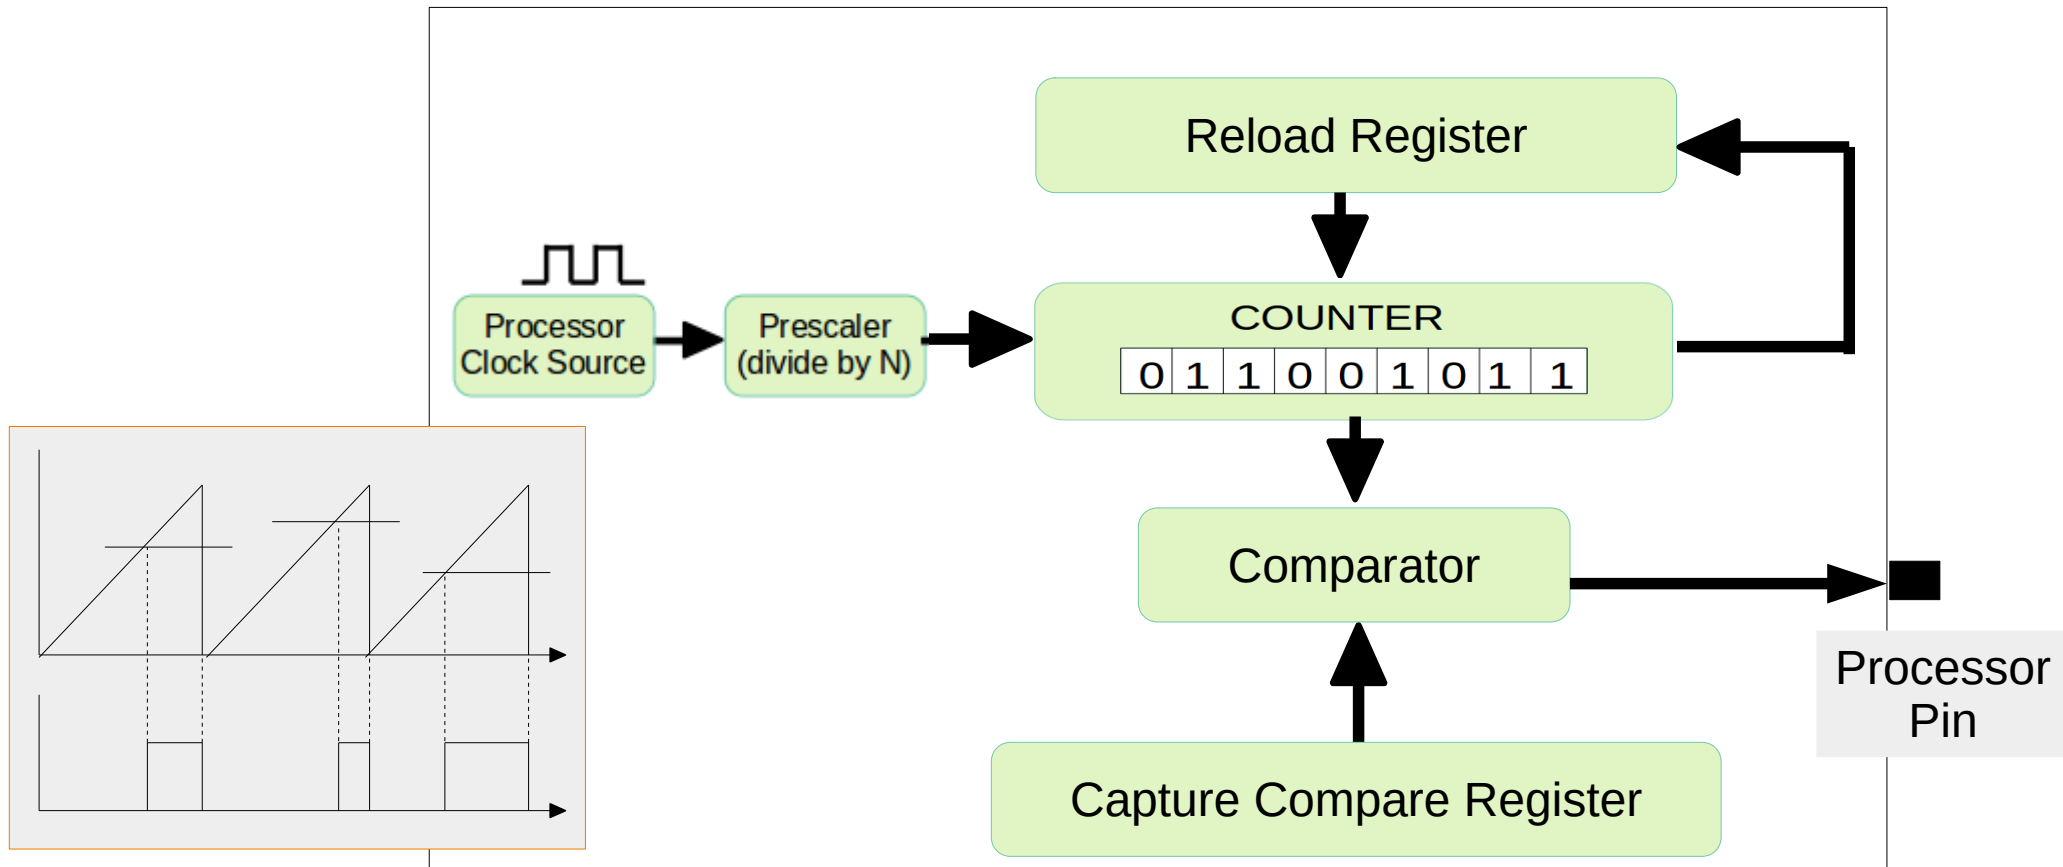 Reload Register
COUNTER
0 1 1 0 0 1 0 1 1
Processor
Clock Source
Prescaler
(divide by N)
Comparator
Processor
Pin
Capture Compare Register